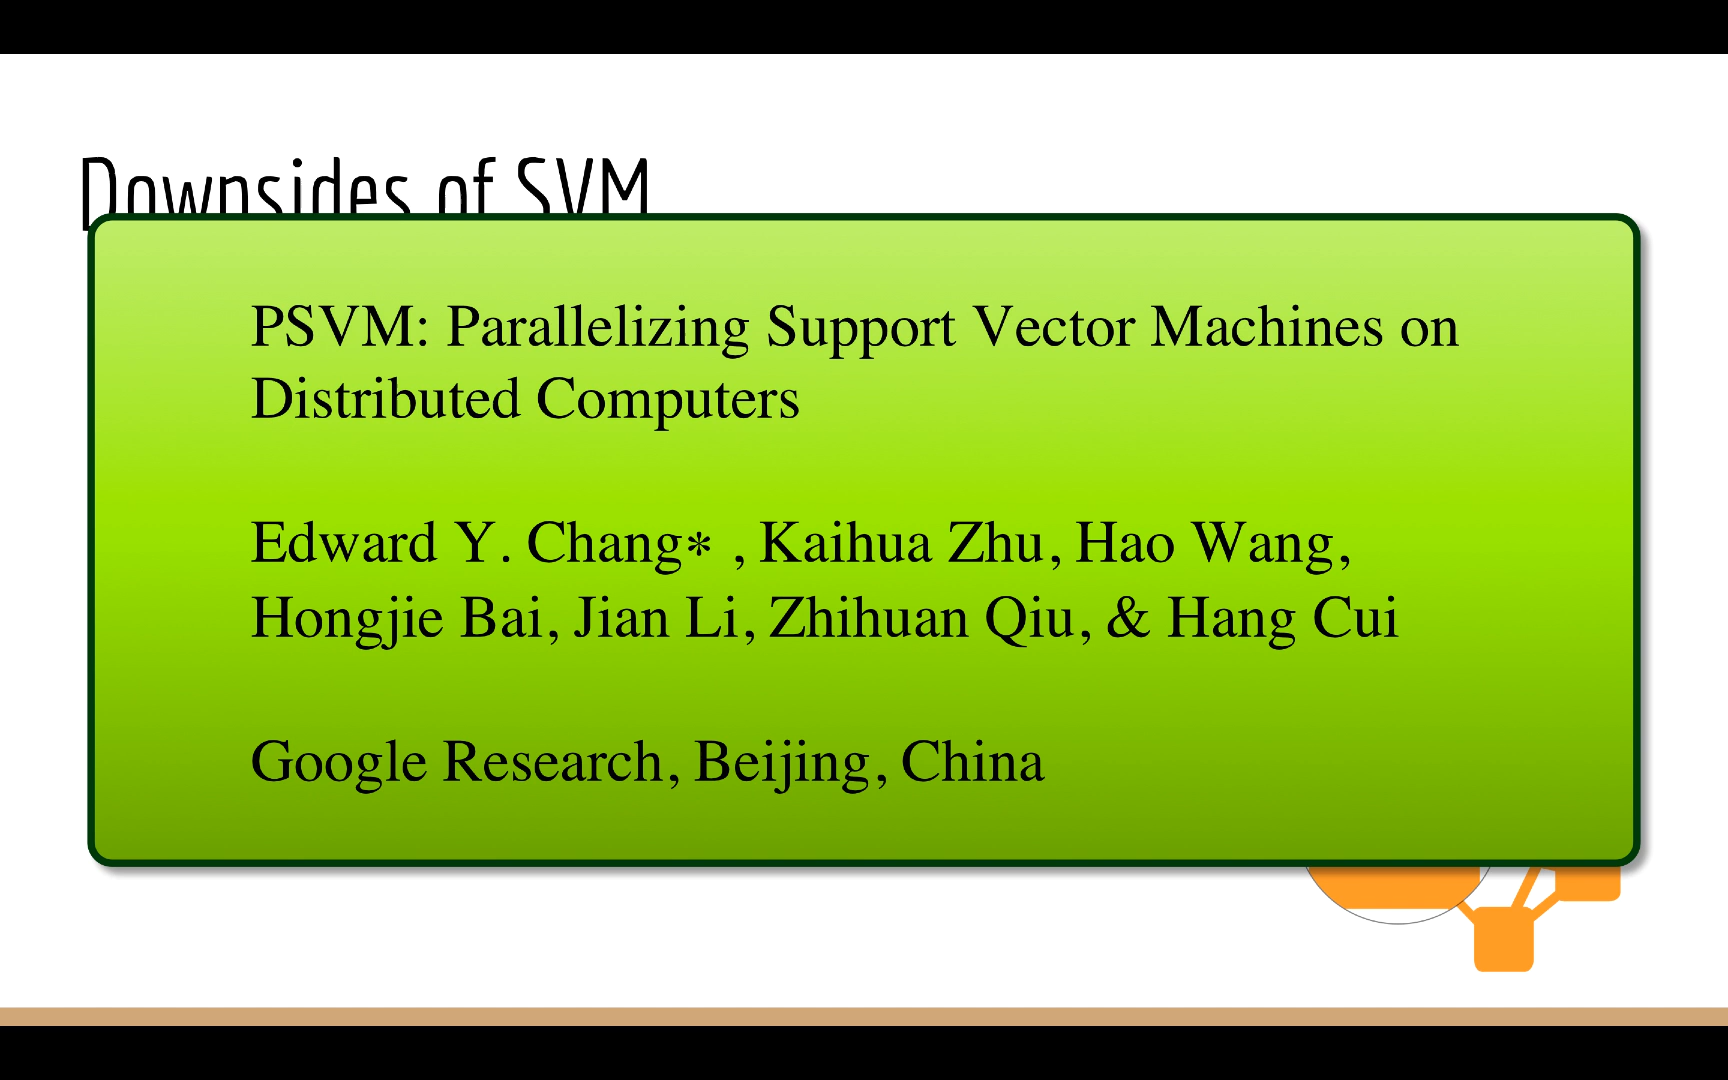 Downsides of SVM
PSVM: Parallelizing Support Vector Machines on
Distributed Computers
Edward Y. Chang∗ , Kaihua Zhu, Hao Wang,
Hongjie Bai, Jian Li, Zhihuan Qiu, & Hang Cui
Google Research, Beijing, China